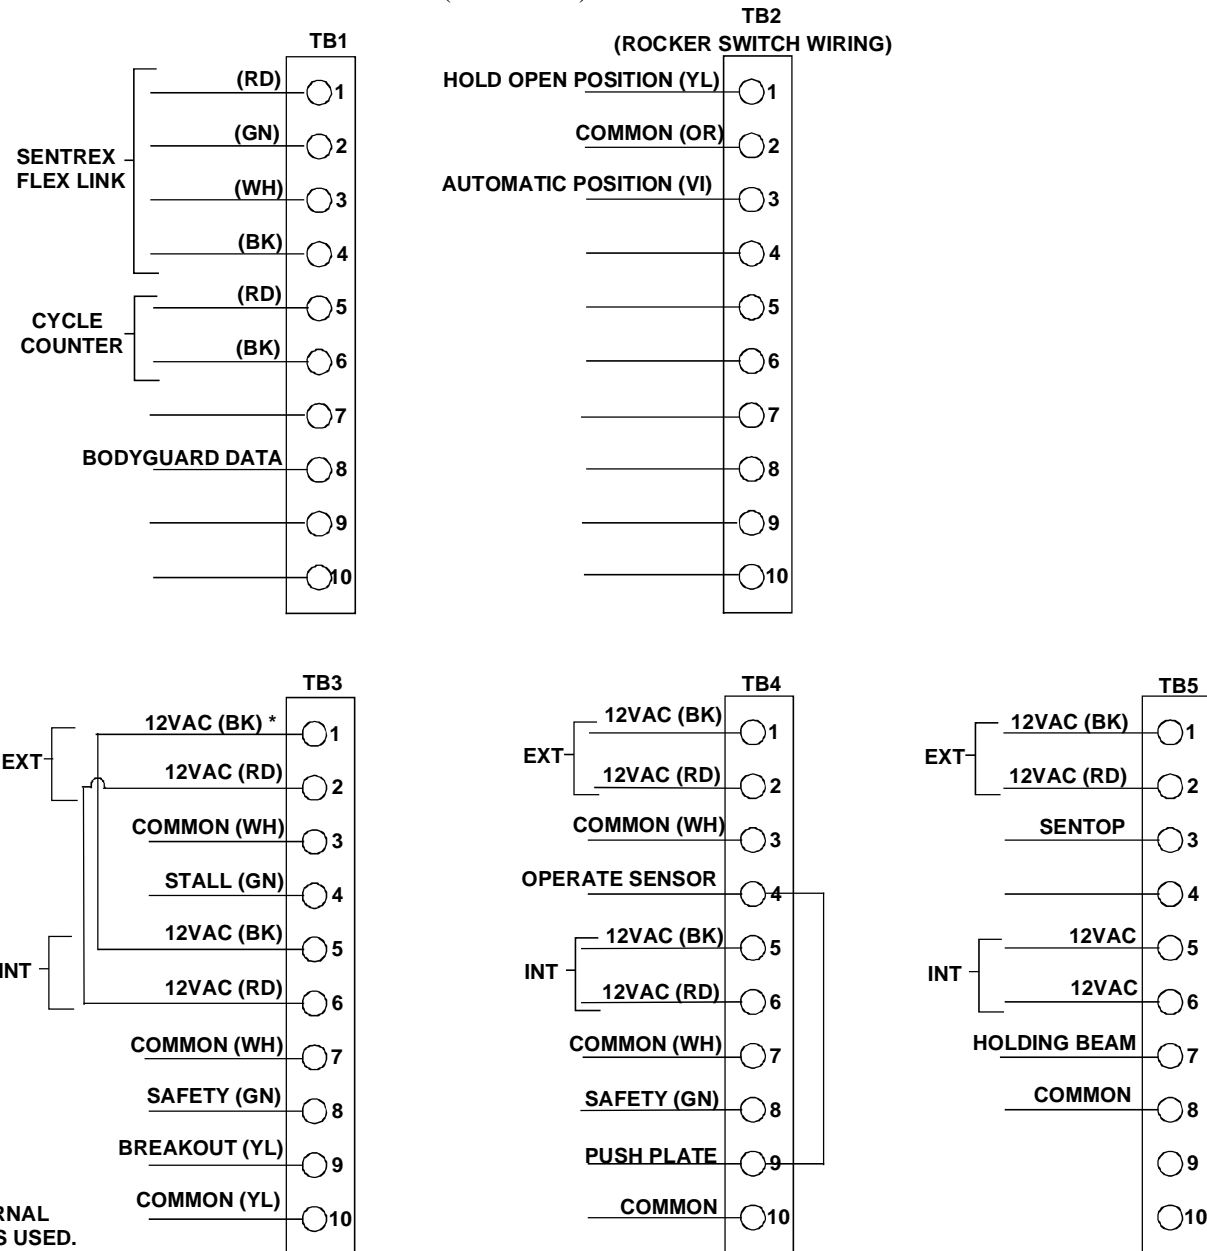 TB1
(RD)
1
(GN)
2
SENTREX
FLEX LINK
(WH)
3
(BK)
4
(RD)
5
CYCLE
COUNTER
(BK)
6
7
BODYGUARD DATA
8
9
10
TB2
(ROCKER SWITCH WIRING)
HOLD OPEN POSITION (YL)
1
COMMON (OR)
2
AUTOMATIC POSITION (VI)
3
4
5
6
7
8
9
10
TB3
EXT
12VAC (BK) *
1
12VAC (RD)
2
COMMON (WH)
3
STALL (GN)
4
INT
12VAC (BK)
5
12VAC (RD)
6
COMMON (WH)
7
SAFETY (GN)
8
BREAKOUT (YL)
9
COMMON (YL)
10
USED.
TB4
EXT
12VAC (BK)
1
12VAC (RD)
2
COMMON (WH)
3
OPERATE SENSOR
4
INT
12VAC (BK)
5
12VAC (RD)
6
COMMON (WH)
7
SAFETY (GN)
8
PUSH PLATE
9
COMMON
10
TB5
EXT
12VAC (BK)
1
12VAC (RD)
2
SENTOP
3
4
INT
12VAC
5
12VAC
6
HOLDING BEAM
7
COMMON
8
9
10